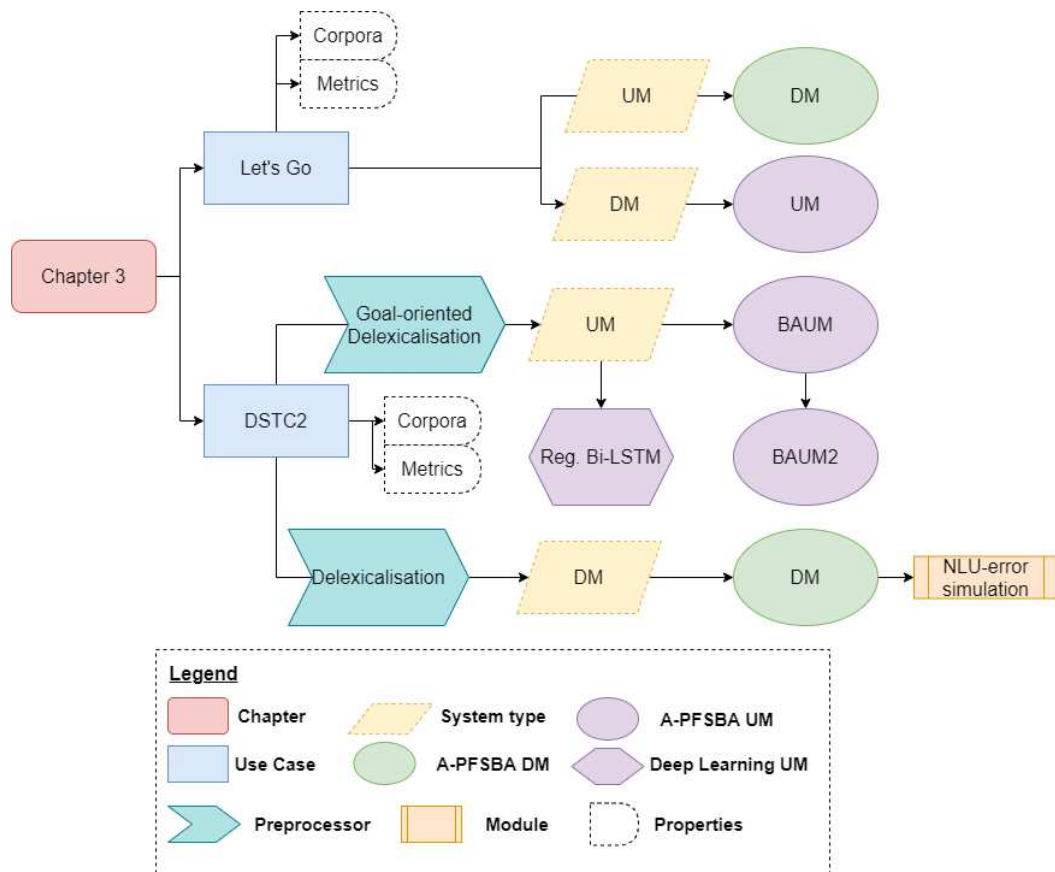 Corpora
Metrics
Let's Go
UM
DM
DM
UM
Chapter 3
Goal-oriented
Delexicalisation
UM
BAUM
DSTC2
Corpora
Metrics
Reg. Bi-LSTM
BAUM2
Delexicalisation
DM
DM
NLU-error
simulation
Legend
Chapter
System type
A-PFSBA UM
Use Case
A-PFSBA DM
Deep Learning UM
Preprocessor
Module
Properties